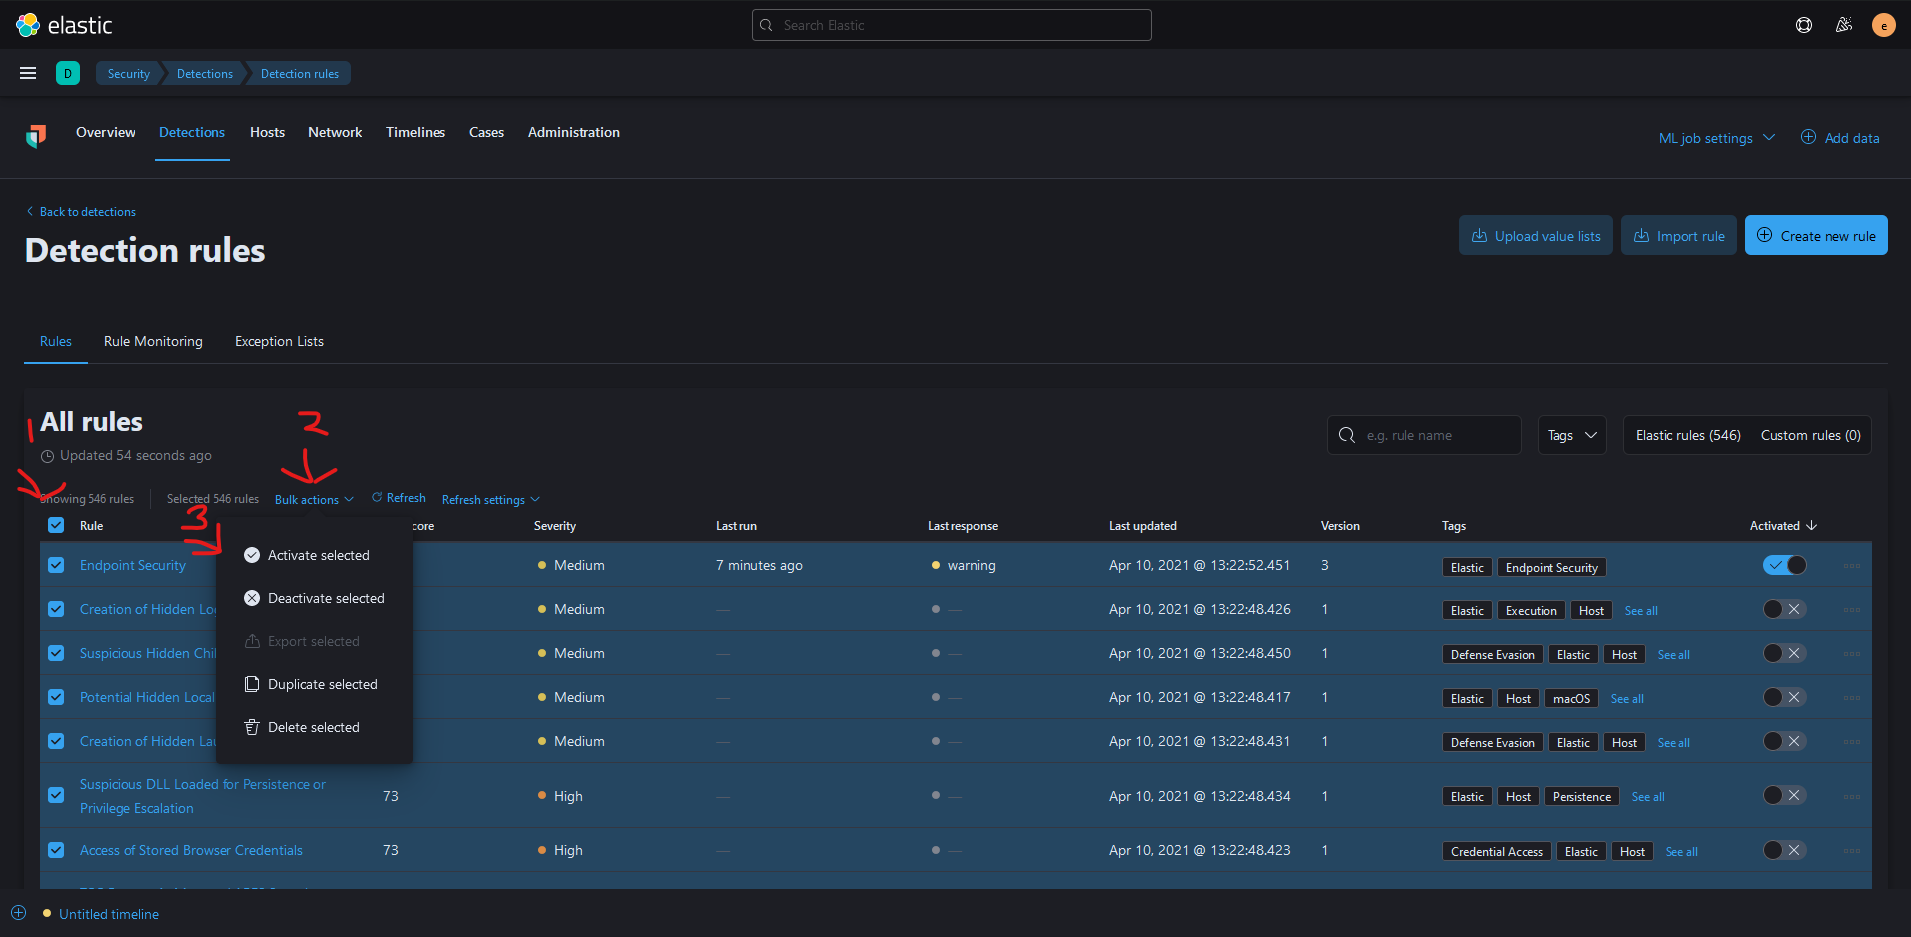 elastic
Search Elastic
e
D
Security
Detections
Detection rules
Overview
Detections
Hosts
Network
Timelines
Cases
Administration
ML job settings
Add data
Back to detections
Detection rules
Upload value lists
Import rule
Create new rule
Rules
Rule Monitoring
Exception Lists
1
2
All rules
Updated 54 seconds ago
e.g. rule name
Tags
Elastic rules (546)
Custom rules (0)
Showing 546 rules
Selected 546 rules
Bulk actions
Refresh
Refresh settings
3
Rule
core
Severity
Last run
Last response
Last updated
Version
Tags
Activated
Activate selected
Deactivate selected
Export selected
Duplicate selected
Delete selected
Endpoint Security
Medium
7 minutes ago
warning
Apr 10, 2021 @ 13:22:52.451
3
Elastic
Endpoint Security
Creation of Hidden Lo
Medium
—
—
Apr 10, 2021 @ 13:22:48.426
1
Elastic
Execution
Host
See all
Suspicious Hidden Chil
Medium
—
—
Apr 10, 2021 @ 13:22:48.450
1
Defense Evasion
Elastic
Host
See all
Potential Hidden Local
Medium
—
—
Apr 10, 2021 @ 13:22:48.417
1
Elastic
Host
macOS
See all
Creation of Hidden Lau
Medium
—
—
Apr 10, 2021 @ 13:22:48.431
1
Defense Evasion
Elastic
Host
See all
Suspicious DLL Loaded for Persistence or
Privilege Escalation
73
High
—
—
Apr 10, 2021 @ 13:22:48.434
1
Elastic
Host
Persistence
See all
Access of Stored Browser Credentials
73
High
—
—
Apr 10, 2021 @ 13:22:48.423
1
Credential Access
Elastic
Host
See all
Untitled timeline